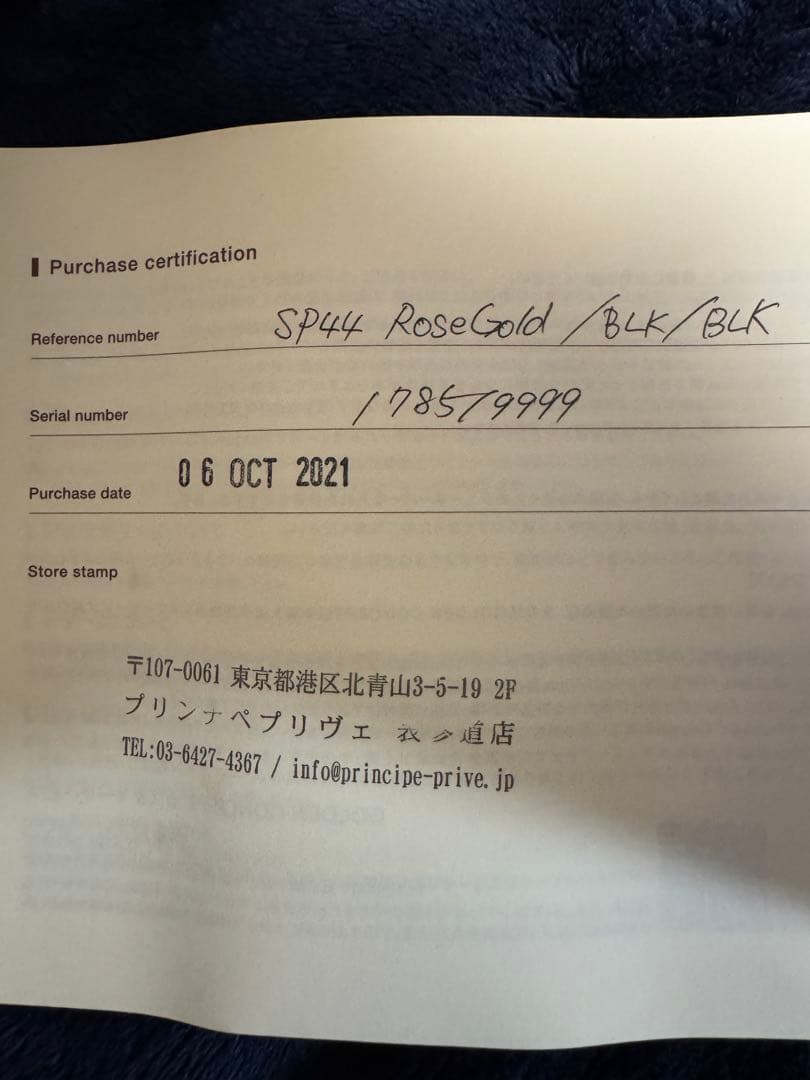 Purchase certification
Reference number SP44 RoseGold /BLK/BLK
Serial number 1785/9999
Purchase date 06 OCT 2021
Store stamp
〒107-0061 東京都港区北青山3-5-19 2F
プリンチペプリヴェ 表参道店
TEL:03-6427-4367 / info@principe-prive.jp